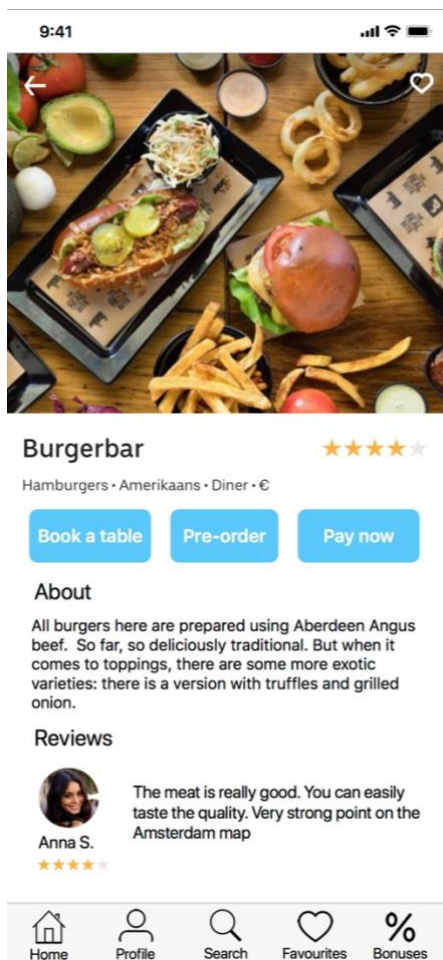 9:41
Burgerbar
Hamburgers · Amerikaans · Diner · €
Book a table Pre-order Pay now
About
All burgers here are prepared using Aberdeen Angus
beef. So far, so deliciously traditional. But when it
comes to toppings, there are some more exotic
varieties: there is a version with truffles and grilled
onion.
Reviews
The meat is really good. You can easily
taste the quality. Very strong point on the
Amsterdam map
Anna S.
Home Profile Search Favourites Bonuses